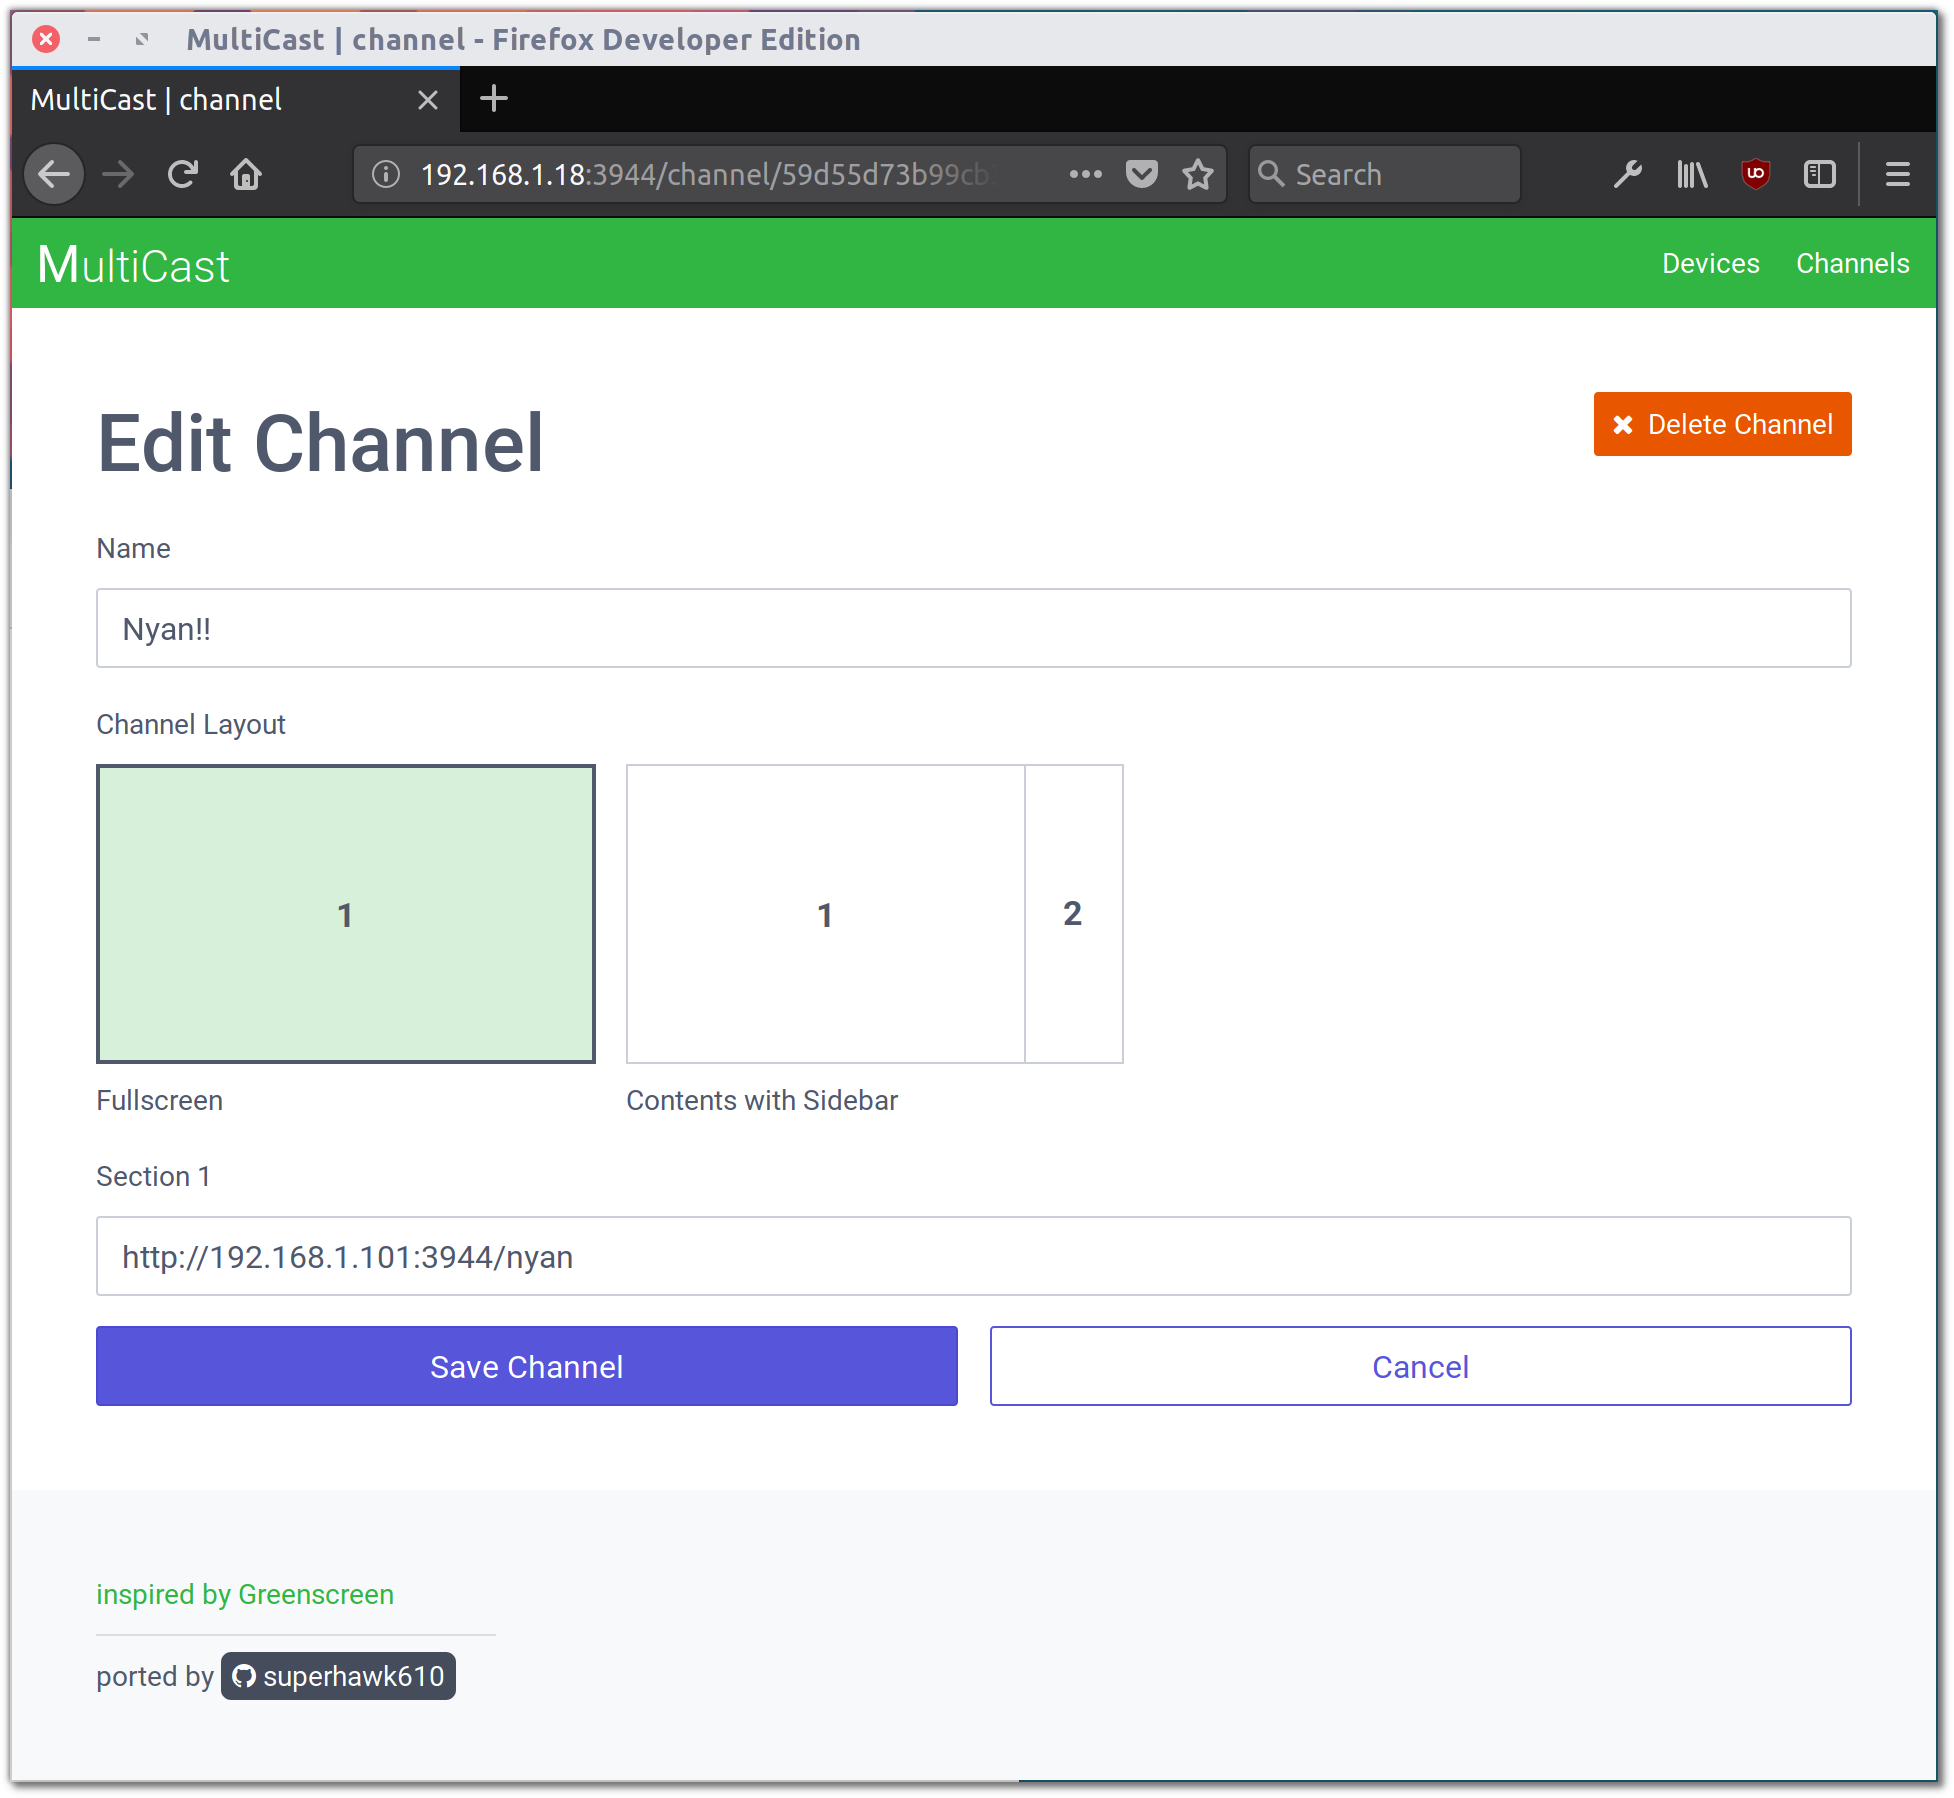 MultiCast | channel - Firefox Developer Edition
MultiCast | channel
192.168.1.18:3944/channel/59d55d73b99cb
Search
MultiCast
Devices
Channels
Edit Channel
Delete Channel
Name
Nyan!!
Channel Layout
1
1
2
Fullscreen
Contents with Sidebar
Section 1
http://192.168.1.101:3944/nyan
Save Channel
Cancel
inspired by Greenscreen
ported by superhawk610